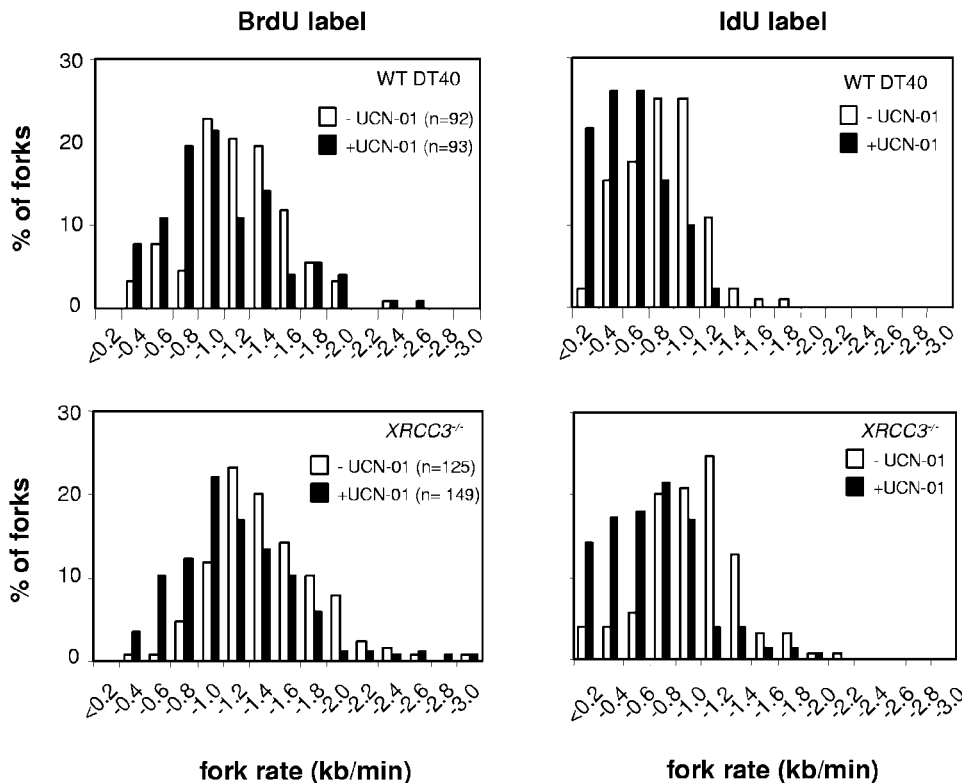 BrdU label
IdU label
30
20
10
0
% of forks
WT DT40
- UCN-01 (n=92)
+UCN-01 (n=93)
<0.2 -0.4 -0.6 -0.8 -1.0 -1.2 -1.4 -1.6 -1.8 -2.0 -2.2 -2.4 -2.6 -2.8 -3.0
WT DT40
- UCN-01
+UCN-01
<0.2 -0.4 -0.6 -0.8 -1.0 -1.2 -1.4 -1.6 -1.8 -2.0 -2.2 -2.4 -2.6 -2.8 -3.0
30
20
10
0
% of forks
XRCC3-/-
- UCN-01 (n=125)
+UCN-01 (n= 149)
<0.2 -0.4 -0.6 -0.8 -1.0 -1.2 -1.4 -1.6 -1.8 -2.0 -2.2 -2.4 -2.6 -2.8 -3.0
fork rate (kb/min)
XRCC3-/-
- UCN-01
+UCN-01
<0.2 -0.4 -0.6 -0.8 -1.0 -1.2 -1.4 -1.6 -1.8 -2.0 -2.2 -2.4 -2.6 -2.8 -3.0
fork rate (kb/min)